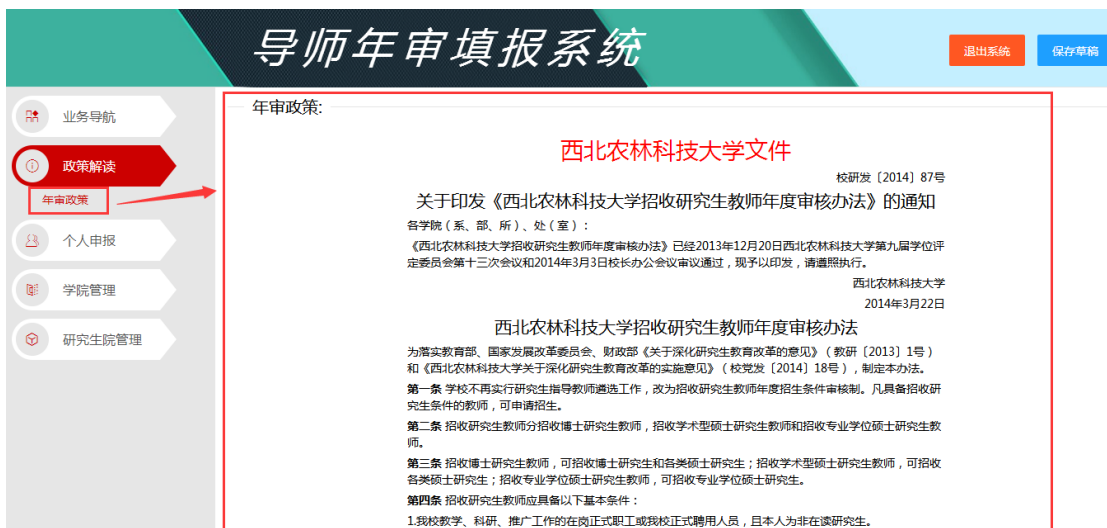 导师年审填报系统
退出系统
保存草稿
业务导航
政策解读
年审政策
个人申报
学院管理
研究生院管理
年审政策:
西北农林科技大学文件
校研发〔2014〕87号
关于印发《西北农林科技大学招收研究生教师年度审核办法》的通知
各学院（系、部、所）、处（室）：
《西北农林科技大学招收研究生教师年度审核办法》已经2013年12月20日西北农林科技大学第九届学位评
定委员会第十三次会议和2014年3月3日校长办公会议审议通过，现予以印发，请遵照执行。
西北农林科技大学
2014年3月22日
西北农林科技大学招收研究生教师年度审核办法
为落实教育部、国家发展改革委员会、财政部《关于深化研究生教育改革的意见》（教研〔2013〕1号）
和《西北农林科技大学关于深化研究生教育改革的实施意见》（校党发〔2014〕18号），制定本办法。
第一条 学校不再实行研究生指导教师遴选工作，改为招收研究生教师年度招生条件审核制。凡具备招收研
究生条件的教师，可申请招生。
第二条 招收研究生教师分招收博士研究生教师，招收学术型硕士研究生教师和招收专业学位硕士研究生教
师。
第三条 招收博士研究生教师，可招收博士研究生和各类硕士研究生；招收学术型硕士研究生教师，可招收
各类硕士研究生；招收专业学位硕士研究生教师，可招收专业学位硕士研究生。
第四条 招收研究生教师应具备以下基本条件：
1.我校教学、科研、推广工作的在岗正式职工或我校正式聘用人员，且本人为非在读研究生。